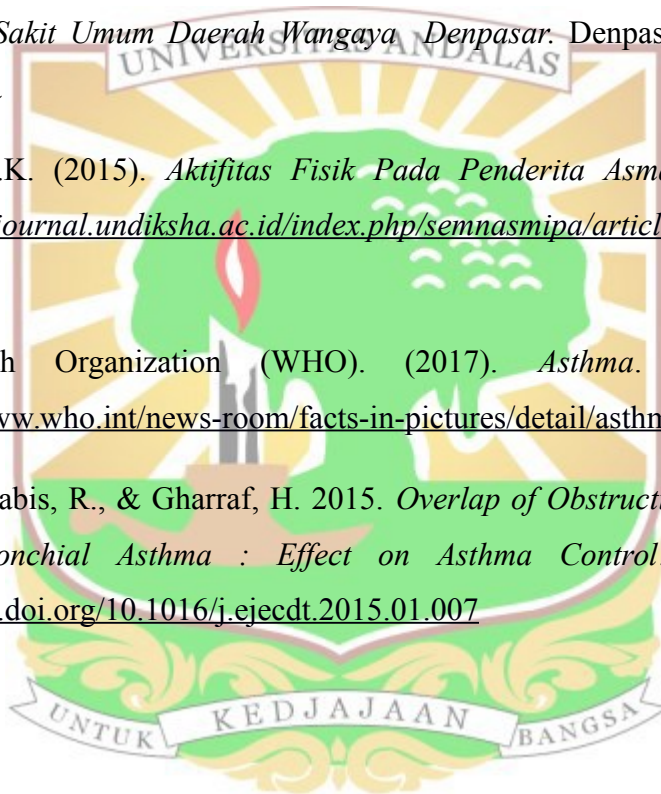 Sakit Umum Daerah Wangaya Denpasar. Denpas
UNIVERSITAS ANDALAS
.K. (2015). Aktifitas Fisik Pada Penderita Asma
journal.undiksha.ac.id/index.php/semnasmipa/articl
h Organization (WHO). (2017). Asthma.
ww.who.int/news-room/facts-in-pictures/detail/asthm
abis, R., & Gharraf, H. 2015. Overlap of Obstructi
onchial Asthma : Effect on Asthma Control.
.doi.org/10.1016/j.ejecdt.2015.01.007
UNTUK KEDJAJAAN BANGSA